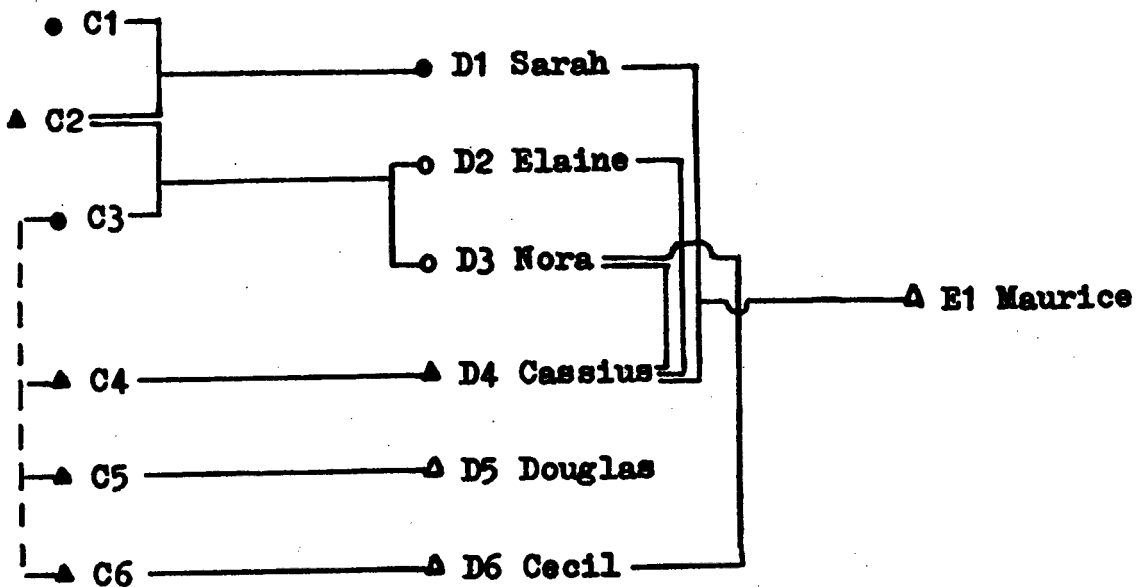 C1
D1 Sarah
C2
D2 Elaine
C3
D3 Nora
E1 Maurice
C4
D4 Cassius
C5
D5 Douglas
C6
D6 Cecil